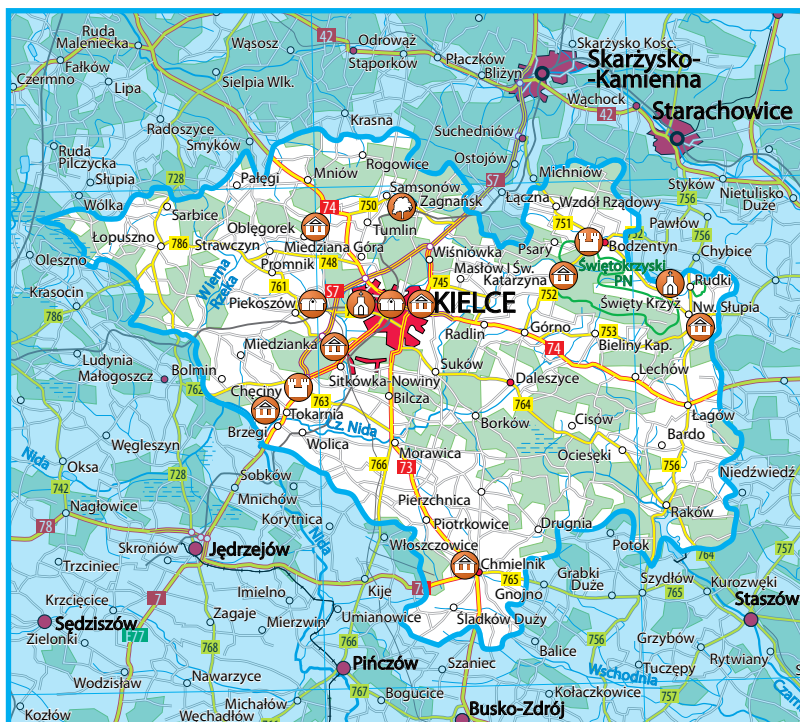 Ruda
Maleniecka
Wąsosz
42
Odrowąż
Stąporków
Płaczków
Bliżyn
Skarżysko Kośc.
Skarżysko-
-Kamienna
Fałków
Czermno
Lipa
Sielpia Wlk.
Wąchock
42
Starachowice
Radoszyce
Smyków
Krasna
Suchedniów
Ostojów
Ruda
Pilczycka
Słupia
728
Pałęgi
Mniów
Rogowice
S7
Michniów
Styków
756
Nietulisko
Duże
Wólka
Sarbice
74
750
Samsonów
Zagnańsk
Łączna
Wzdół Rządowy
751
Pawłów
756
Oblęgorek
Tumlin
Łopuszno
786
Strawczyn
Miedziana Góra
748
Wiśniówka
Psary
Bodzentyn
Chybice
Oleszno
Promnik
Masłów I
Św.
Katarzyna
Świętokrzyski
PN
Rudki
Krasocin
786
Wierna
Rzeka
761
S7
745
752
Święty Krzyż
Nw. Słupia
Piekoszów
KIELCE
Radlin
Górno
753
Bieliny Kap.
74
Miedzianka
Ludynia
Małogoszcz
Bolmin
762
Suków
Lechów
Chęciny
Sitkówka-Nowiny
Daleszyce
Tokarnia
763
Bilcza
764
Łagów
Brzegi
Cz. Nida
Borków
Cisów
Bardo
Wolica
Węgleszyn
Nida
Morawica
Ociesęki
756
Oksa
728
766
73
Niedźwiedź
742
Sobków
Nagłowice
Mnichów
Pierzchnica
Raków
Korytnica
Piotrkowice
Drugnia
78
Nida
757
Skroniów
Jędrzejów
Włoszczowice
Potok
764
Trzciniec
Chmielnik
765
Grabki
Duże
Szydłów
Kurozwęki
765
Imielno
Kije
Gnojno
Staszów
Krzcięcice
7
Sędziszów
Zagaje
Mierzwin
Umianowice
Śladków Duży
Zielonki
E77
768
766
756
Grzybów
Balice
Rytwiany
Pińczów
Szaniec
Wschodnia
Tuczępy
Wodzisław
Nawarzyce
767
Bogucice
Kołaczkowice
757
Michałów
Busko-Zdrój
Kozłów
Wechadłów